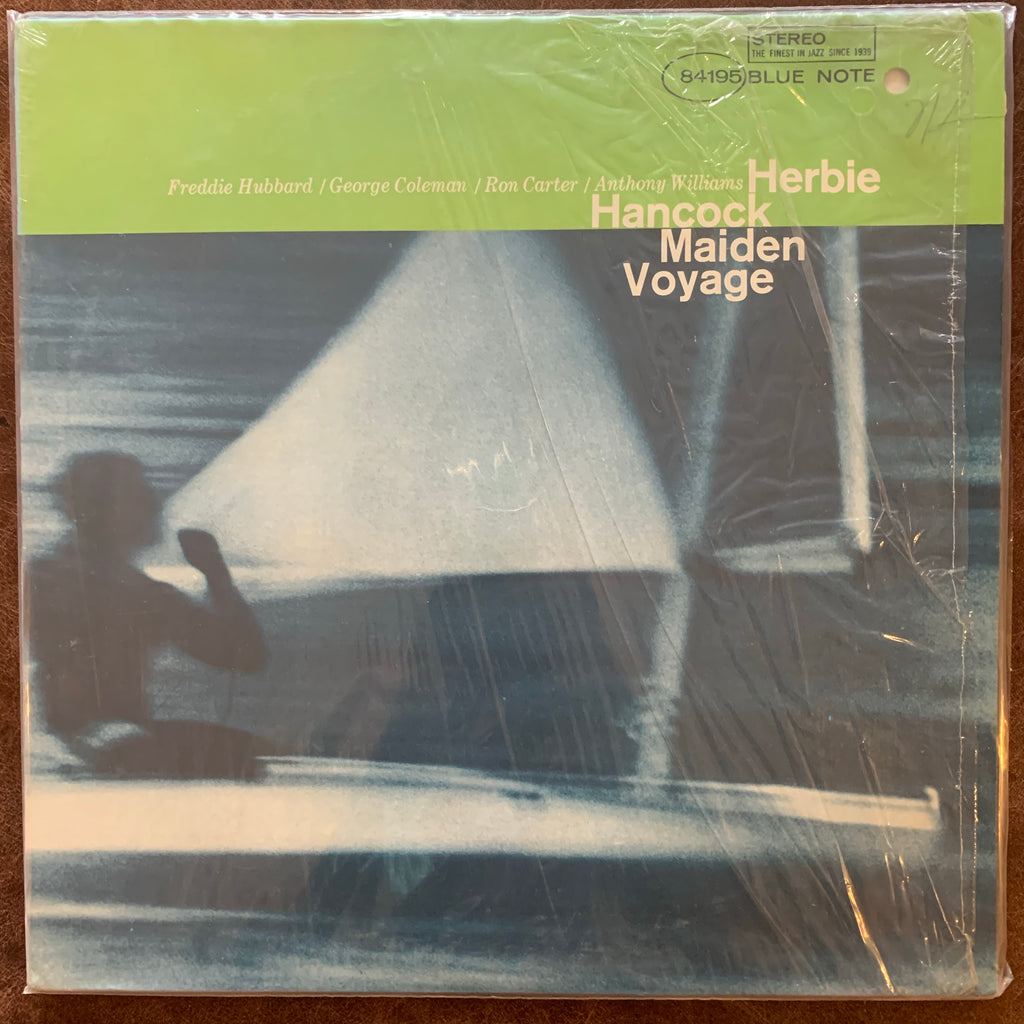 STEREO
THE FINEST IN JAZZ SINCE 1939
84195 BLUE NOTE
Freddie Hubbard / George Coleman / Ron Carter / Anthony Williams Herbie
Hancock
Maiden
Voyage